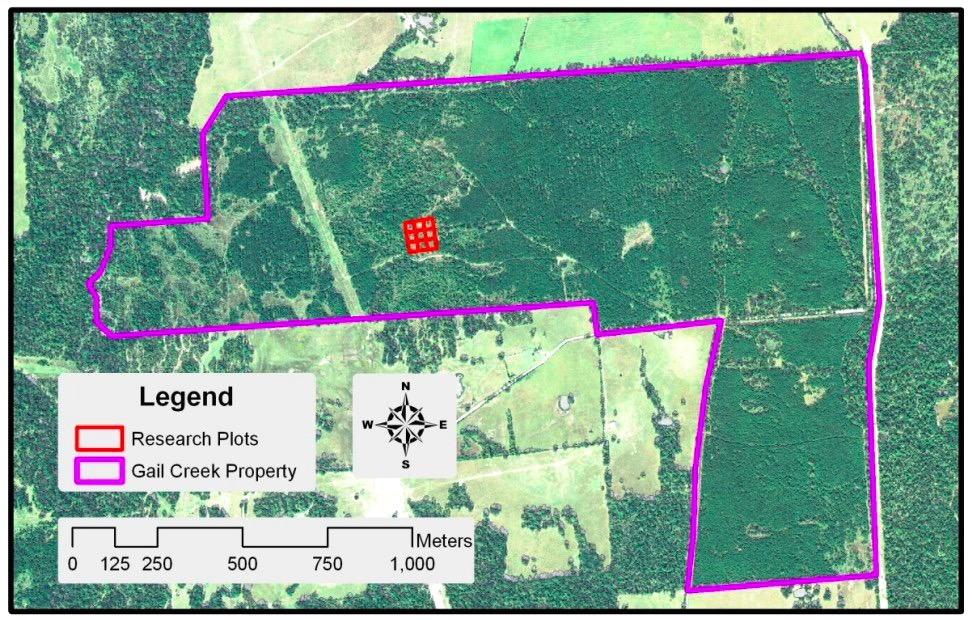 Legend
Research Plots
Gail Creek Property
N
W E
S
Meters
0 125 250 500 750 1,000